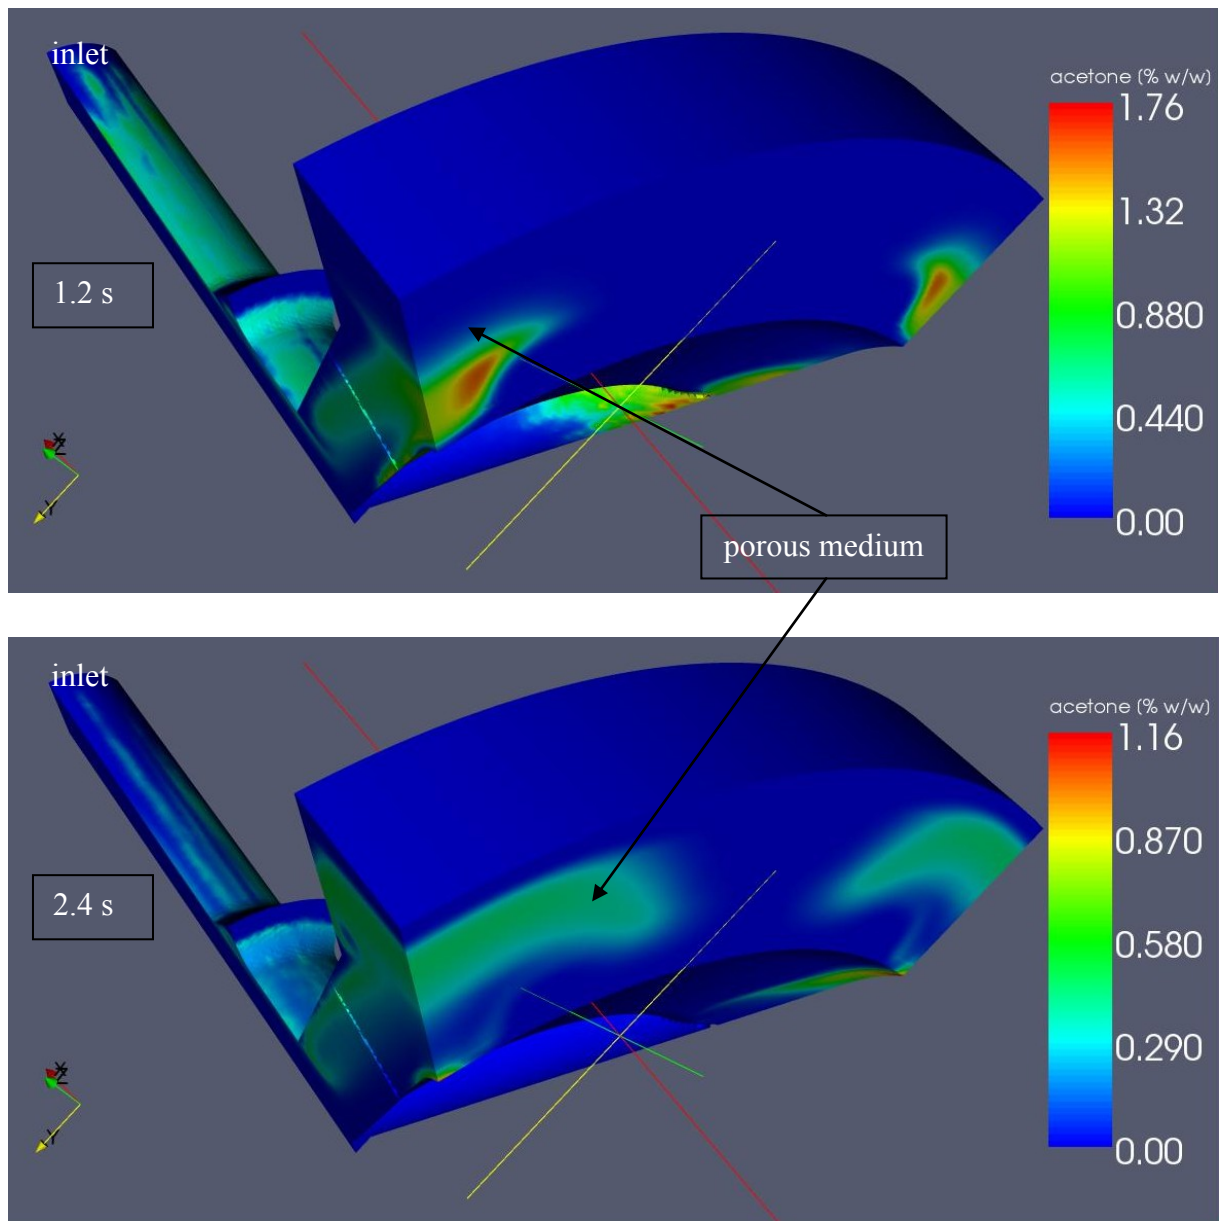 inlet
acetone (% w/w)
1.76
1.32
0.880
0.440
0.00
1.2 s
Y
porous medium
inlet
acetone (% w/w)
1.16
0.870
0.580
0.290
0.00
2.4 s
Y